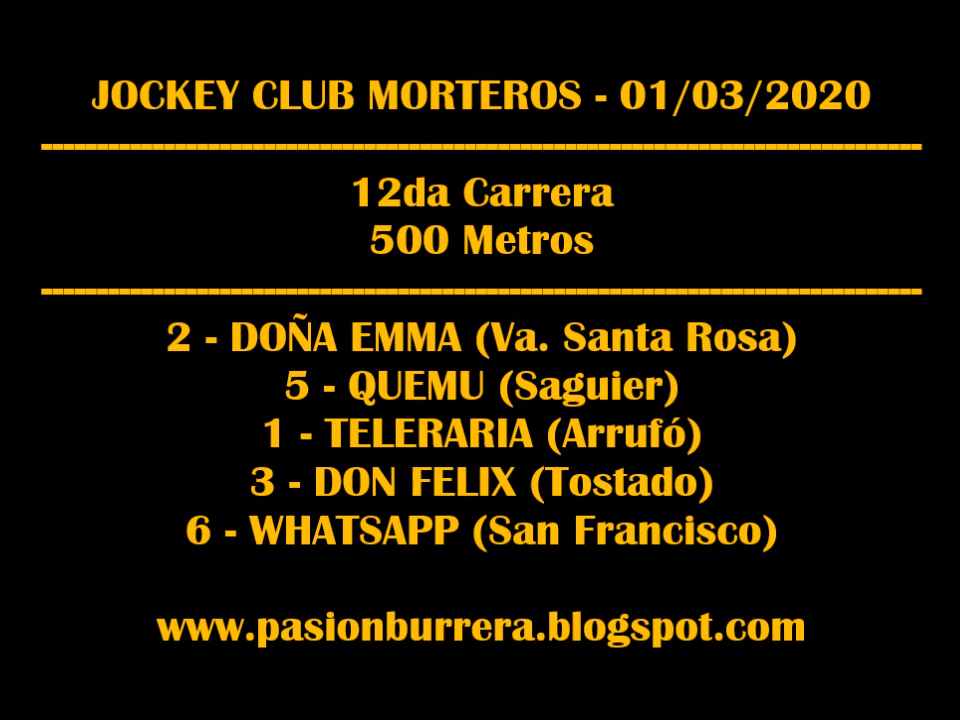 JOCKEY CLUB MORTEROS - 01/03/2020
--------------------------------------------------------------------------------
12da Carrera
500 Metros
--------------------------------------------------------------------------------
2 - DOÑA EMMA (Va. Santa Rosa)
5 - QUEMU (Saguier)
1 - TELERARIA (Arrufó)
3 - DON FELIX (Tostado)
6 - WHATSAPP (San Francisco)
www.pasionburrera.blogspot.com